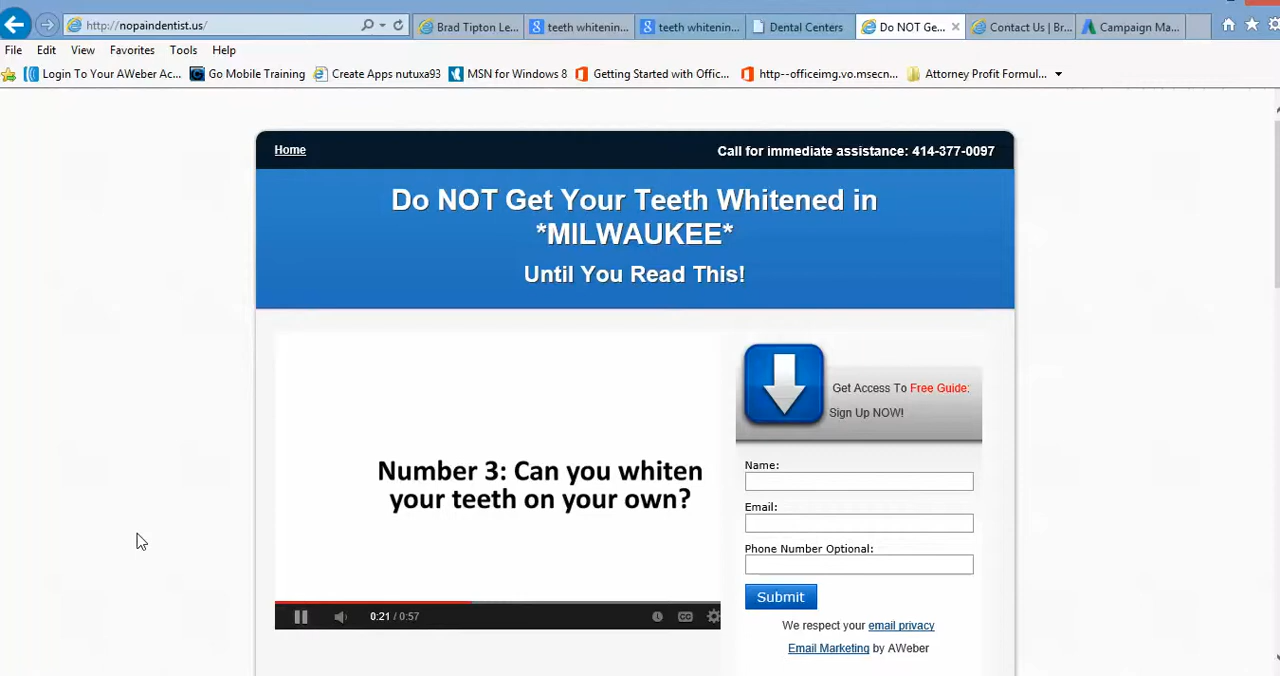 http://nopaindentist.us/
Brad Tipton Le...
teeth whitenin...
teeth whitenin...
Dental Centers
Do NOT Ge...
Contact Us | Br...
Campaign Ma...
File Edit View Favorites Tools Help
Login To Your AWeber Ac...
Go Mobile Training
Create Apps nutuxa93
MSN for Windows 8
Getting Started with Offic...
http--officeimg.vo.msecn...
Attorney Profit Formul...
Home
Call for immediate assistance: 414-377-0097
Do NOT Get Your Teeth Whitened in
*MILWAUKEE*
Until You Read This!
Number 3: Can you whiten
your teeth on your own?
0:21 / 0:57
CC
Get Access To Free Guide:
Sign Up NOW!
Name:
Email:
Phone Number Optional:
Submit
We respect your email privacy
Email Marketing by AWeber